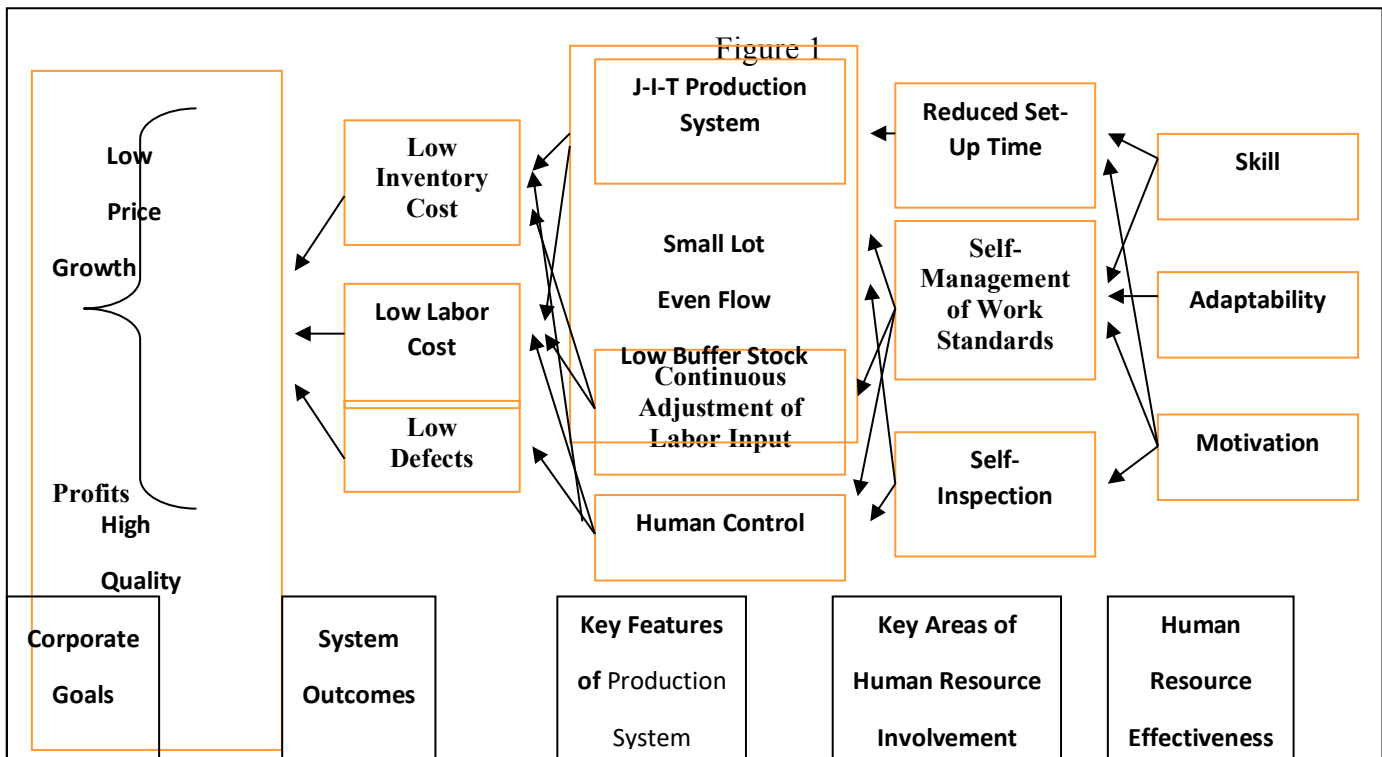 Figure 1
Low
Price
Growth
Profits
High
Quality
Low
Inventory
Cost
Low Labor
Cost
Low
Defects
J-I-T Production
System
Small Lot
Even Flow
Low Buffer Stock
Continuous
Adjustment of
Labor Input
Human Control
Reduced Set-
Up Time
Self-
Management
of Work
Standards
Self-
Inspection
Skill
Adaptability
Motivation
Corporate
Goals
System
Outcomes
Key Features
of Production
System
Key Areas of
Human Resource
Involvement
Human
Resource
Effectiveness